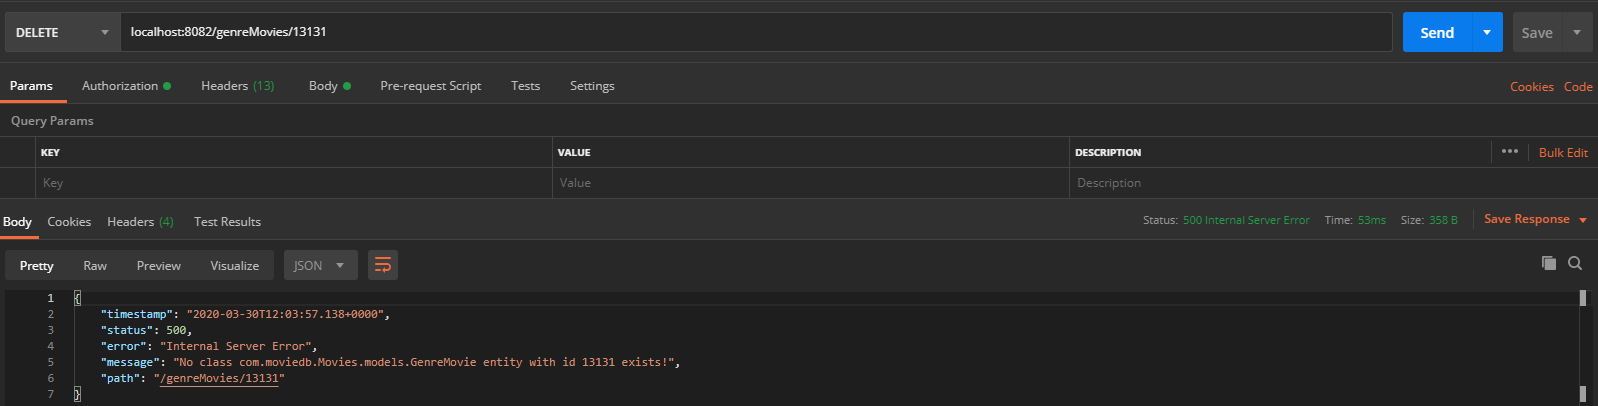 DELETE localhost:8082/genreMovies/13131 Send Save
Params Authorization Headers (13) Body Pre-request Script Tests Settings Cookies Code
Query Params
KEY VALUE DESCRIPTION ••• Bulk Edit
Key Value Description
Body Cookies Headers (4) Test Results Status: 500 Internal Server Error Time: 53ms Size: 358 B Save Response
Pretty Raw Preview Visualize JSON
1 {
2 "timestamp": "2020-03-30T12:03:57.138+0000",
3 "status": 500,
4 "error": "Internal Server Error",
5 "message": "No class com.moviedb.Movies.models.GenreMovie entity with id 13131 exists!",
6 "path": "/genreMovies/13131"
7 }